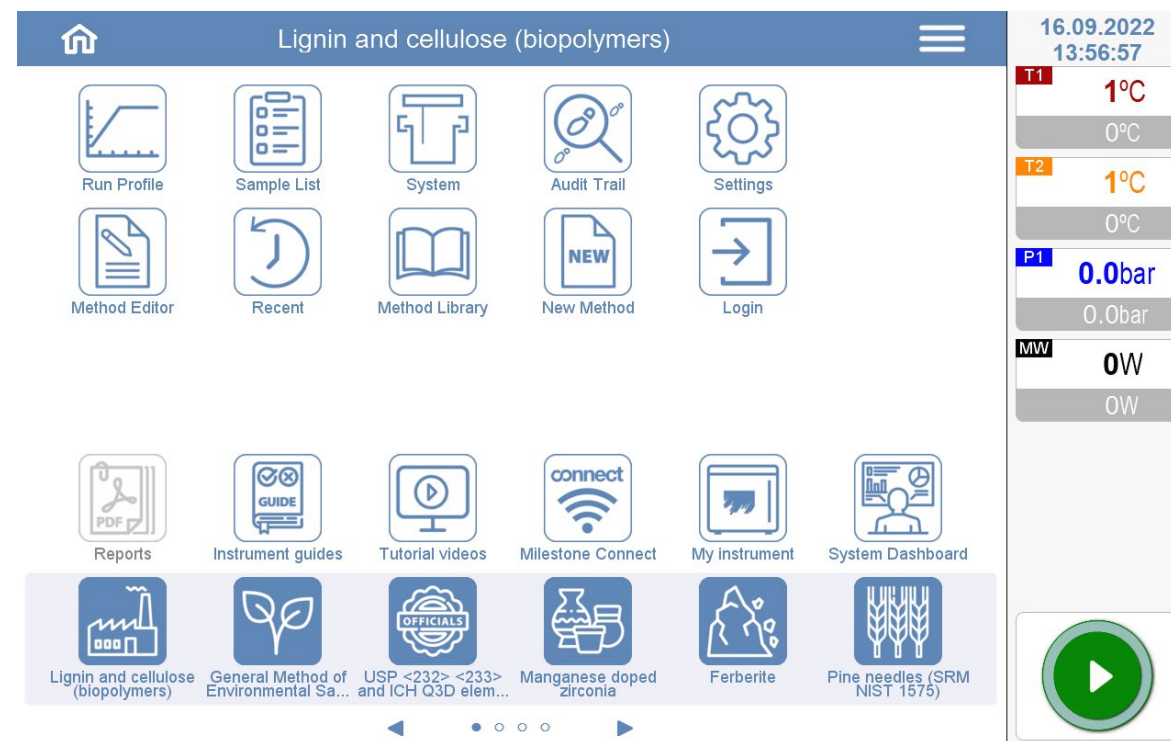 Lignin and cellulose (biopolymers)
16.09.2022
13:56:57
T1
1°C
0°C
T2
1°C
0°C
P1
0.0bar
0.0bar
MW
0W
0W
Run Profile
Sample List
System
Audit Trail
Settings
NEW
Method Editor
Recent
Method Library
New Method
Login
PDF
GUIDE
connect
Reports
Instrument guides
Tutorial videos
Milestone Connect
My instrument
System Dashboard
OFFICIALS
Lignin and cellulose
(biopolymers)
General Method of
Environmental Sa...
USP <232> <233>
and ICH Q3D elem...
Manganese doped
zirconia
Ferberite
Pine needles (SRM
NIST 1575)